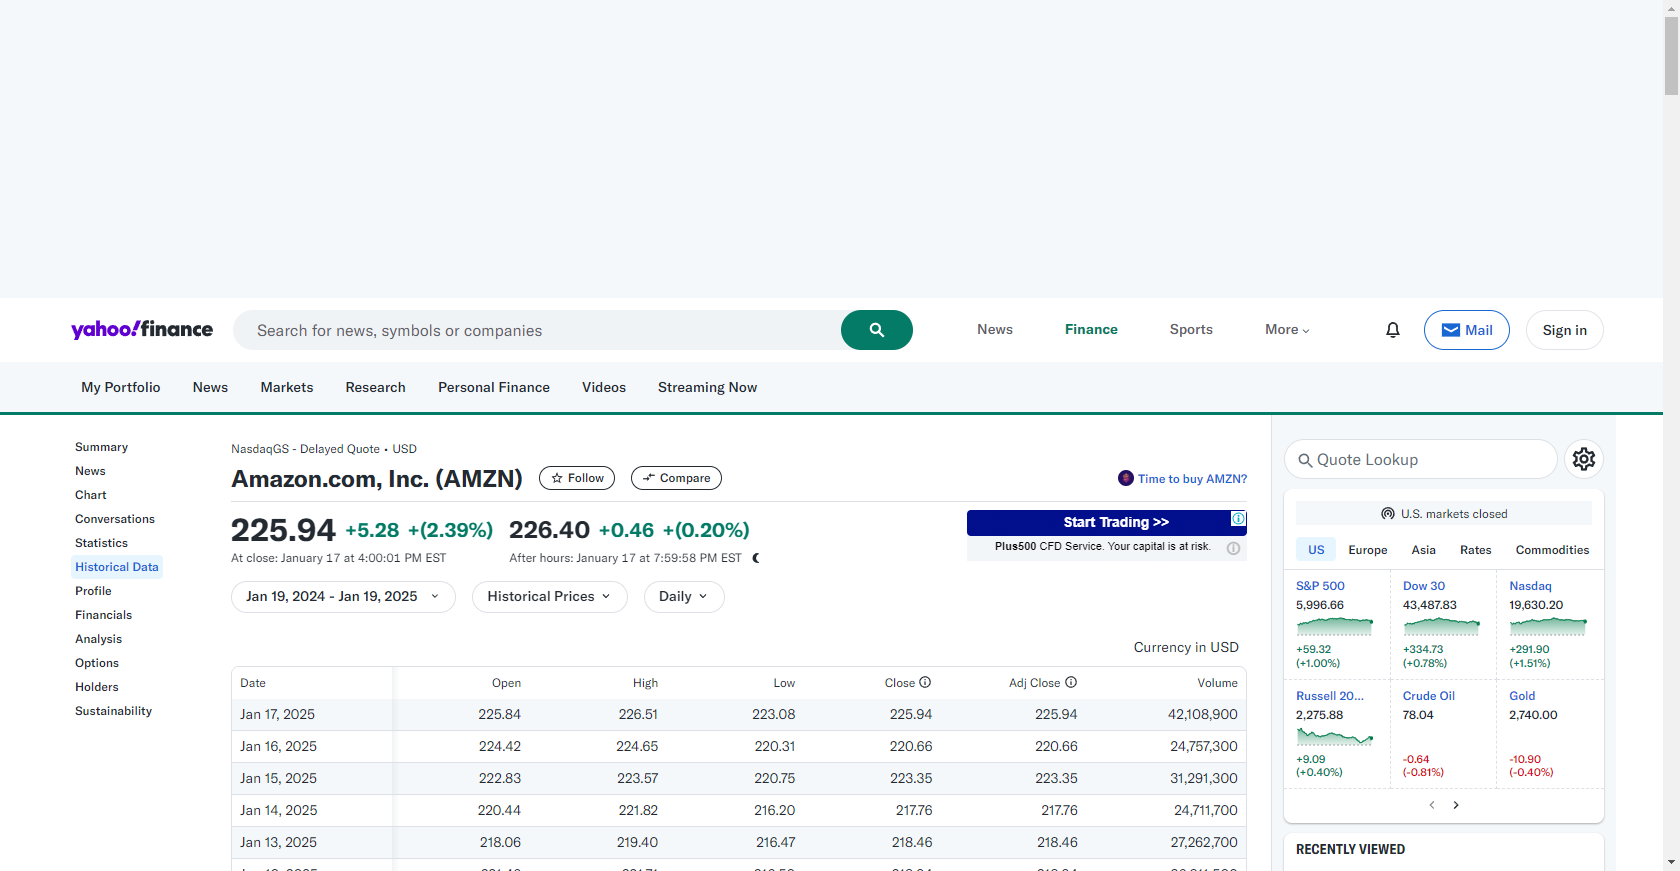 yahoo!finance
Search for news, symbols or companies
News
Finance
Sports
More
Mail
Sign in
My Portfolio
News
Markets
Research
Personal Finance
Videos
Streaming Now
Summary
News
Chart
Conversations
Statistics
Historical Data
Profile
Financials
Analysis
Options
Holders
Sustainability
NasdaqGS - Delayed Quote • USD
Amazon.com, Inc. (AMZN)
Follow
Compare
Time to buy AMZN?
225.94 +5.28 +(2.39%)
At close: January 17 at 4:00:01 PM EST
226.40 +0.46 +(0.20%)
After hours: January 17 at 7:59:58 PM EST
Start Trading >>
Plus500 CFD Service. Your capital is at risk.
Jan 19, 2024 - Jan 19, 2025
Historical Prices
Daily
Currency in USD
Date Open High Low Close Adj Close Volume
Jan 17, 2025 225.84 226.51 223.08 225.94 225.94 42,108,900
Jan 16, 2025 224.42 224.65 220.31 220.66 220.66 24,757,300
Jan 15, 2025 222.83 223.57 220.75 223.35 223.35 31,291,300
Jan 14, 2025 220.44 221.82 216.20 217.76 217.76 24,711,700
Jan 13, 2025 218.06 219.40 216.47 218.46 218.46 27,262,700
Quote Lookup
U.S. markets closed
US Europe Asia Rates Commodities
S&P 500
5,996.66
+59.32
(+1.00%)
Dow 30
43,487.83
+334.73
(+0.78%)
Nasdaq
19,630.20
+291.90
(+1.51%)
Russell 20...
2,275.88
+9.09
(+0.40%)
Crude Oil
78.04
-0.64
(-0.81%)
Gold
2,740.00
-10.90
(-0.40%)
RECENTLY VIEWED